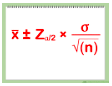 x̄ ± Zα/2 × σ/√(n)